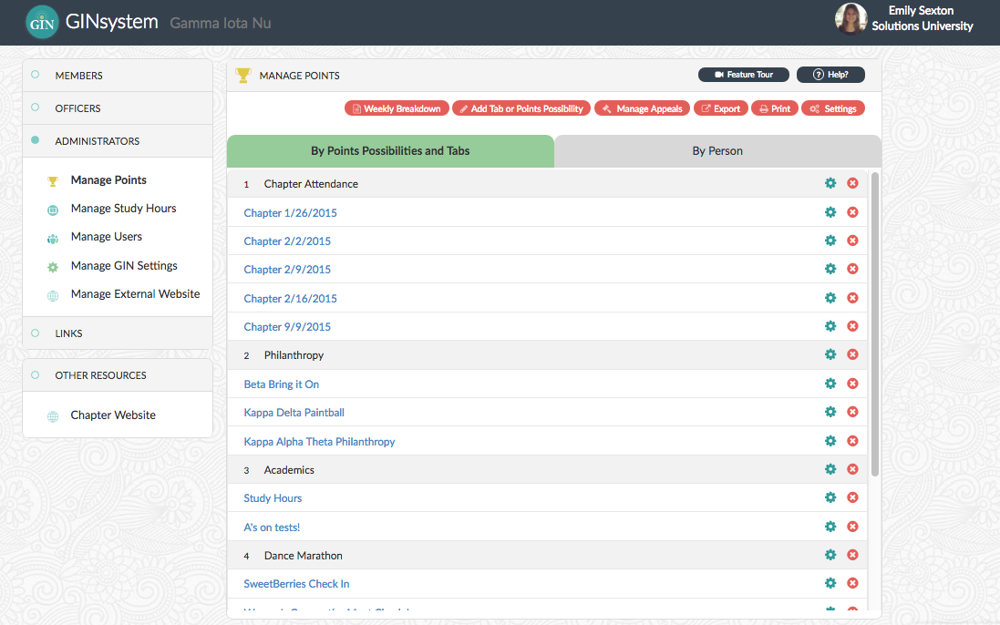 GIN GINsystem Gamma Iota Nu
Emily Sexton
Solutions University
MEMBERS
OFFICERS
ADMINISTRATORS
Manage Points
Manage Study Hours
Manage Users
Manage GIN Settings
Manage External Website
LINKS
OTHER RESOURCES
Chapter Website
MANAGE POINTS
Feature Tour
? Help?
Weekly Breakdown
Add Tab or Points Possibility
Manage Appeals
Export
Print
Settings
By Points Possibilities and Tabs
By Person
1 Chapter Attendance
Chapter 1/26/2015
Chapter 2/2/2015
Chapter 2/9/2015
Chapter 2/16/2015
Chapter 9/9/2015
2 Philanthropy
Beta Bring it On
Kappa Delta Paintball
Kappa Alpha Theta Philanthropy
3 Academics
Study Hours
A's on tests!
4 Dance Marathon
SweetBerries Check In